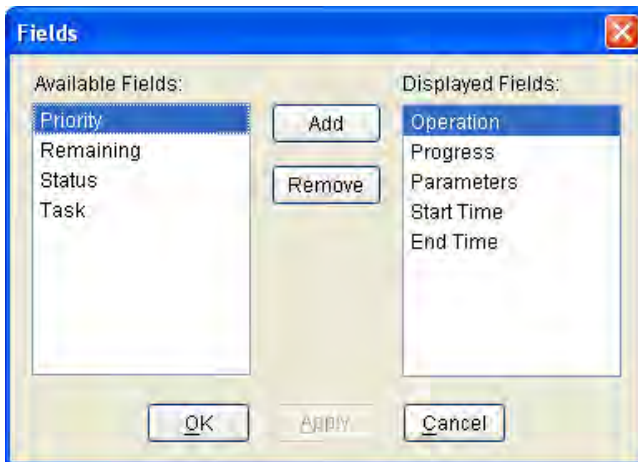 Fields
Available Fields:
Displayed Fields:
Priority
Remaining
Status
Task
Add
Remove
Operation
Progress
Parameters
Start Time
End Time
OK
Apply
Cancel